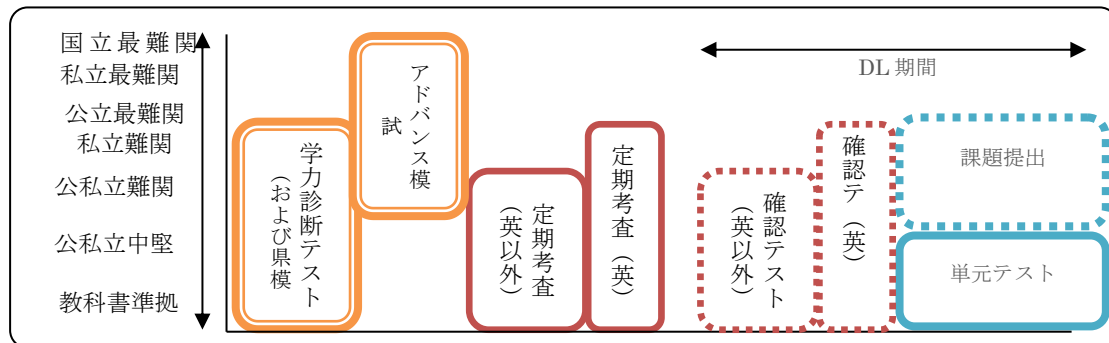 国立最難関
私立最難関
公立最難関
私立難関
公私立難関
公私立中堅
教科書準拠
学力診断テスト
(および県模
アドバンス模
試
定期考査
(英以外)
定期考査(英)
DL 期間
確認テスト
(英以外)
確認テ(英)
課題提出
単元テスト